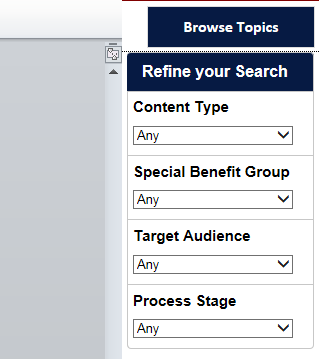 Browse Topics
Refine your Search
Content Type
Any
Special Benefit Group
Any
Target Audience
Any
Process Stage
Any